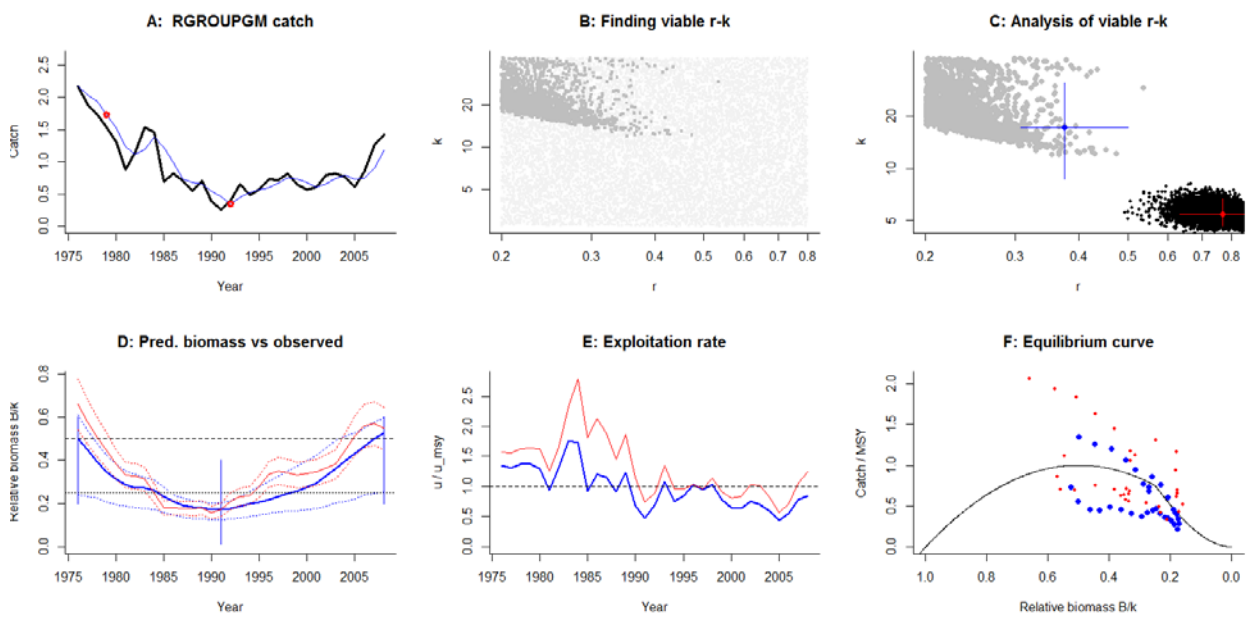 A: RGROUPGM catch
Catch
0.0 0.5 1.0 1.5 2.0 2.5
1975 1980 1985 1990 1995 2000 2005
Year
B: Finding viable r-k
k
5 10 20
0.2 0.3 0.4 0.5 0.6 0.7 0.8
r
C: Analysis of viable r-k
k
5 10 20
0.2 0.3 0.4 0.5 0.6 0.7 0.8
r
D: Pred. biomass vs observed
Relative biomass B/k
0.0 0.2 0.4 0.6 0.8
1975 1980 1985 1990 1995 2000 2005
Year
E: Exploitation rate
u / u_msy
0.0 0.5 1.0 1.5 2.0 2.5
1975 1980 1985 1990 1995 2000 2005
Year
F: Equilibrium curve
Catch / MSY
0.0 0.5 1.0 1.5 2.0
1.0 0.8 0.6 0.4 0.2 0.0
Relative biomass B/k